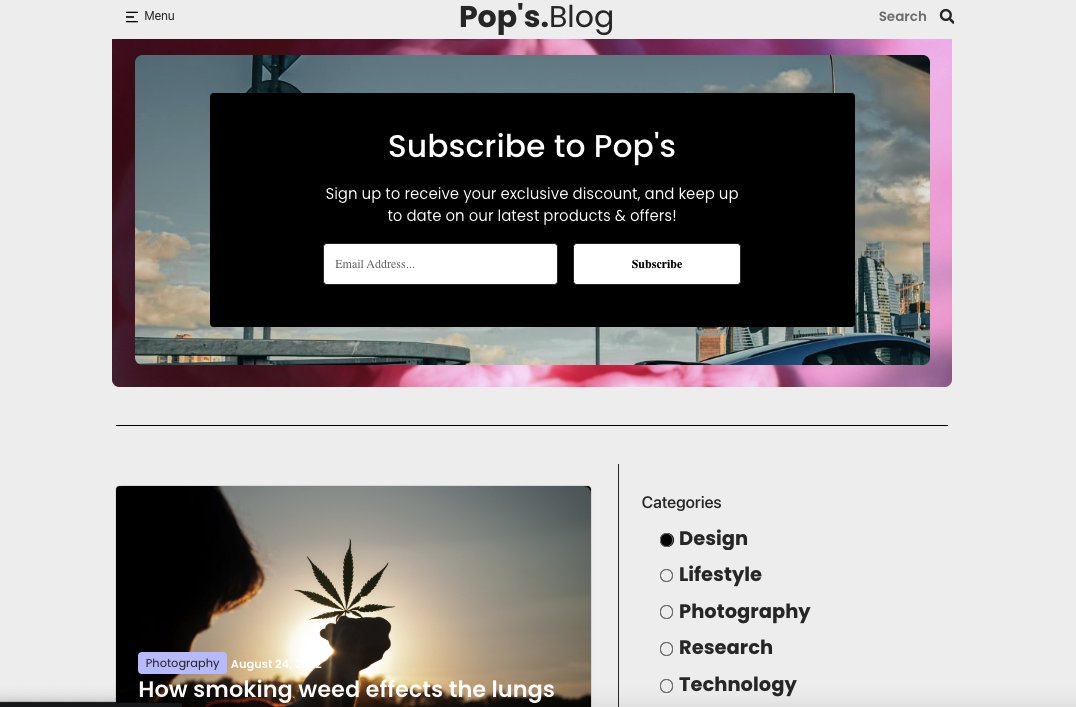 Menu
Pop's.Blog
Search
Subscribe to Pop's
Sign up to receive your exclusive discount, and keep up
to date on our latest products & offers!
Email Address...
Subscribe
Categories
Design
Lifestyle
Photography
Research
Technology
Photography
August 24,
How smoking weed effects the lungs